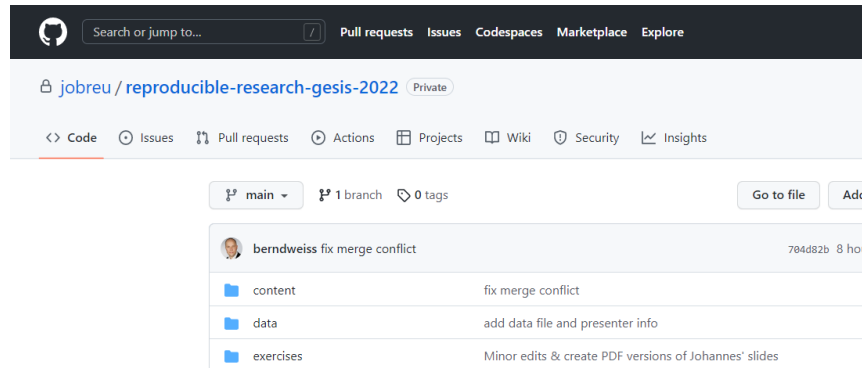 Search or jump to... / Pull requests Issues Codespaces Marketplace Explore
jobreu / reproducible-research-gesis-2022 Private
<> Code Issues Pull requests Actions Projects Wiki Security Insights
main 1 branch 0 tags Go to file
berndweiss fix merge conflict 704d82b 8
content fix merge conflict
data add data file and presenter info
exercises Minor edits & create PDF versions of Johannes' slides